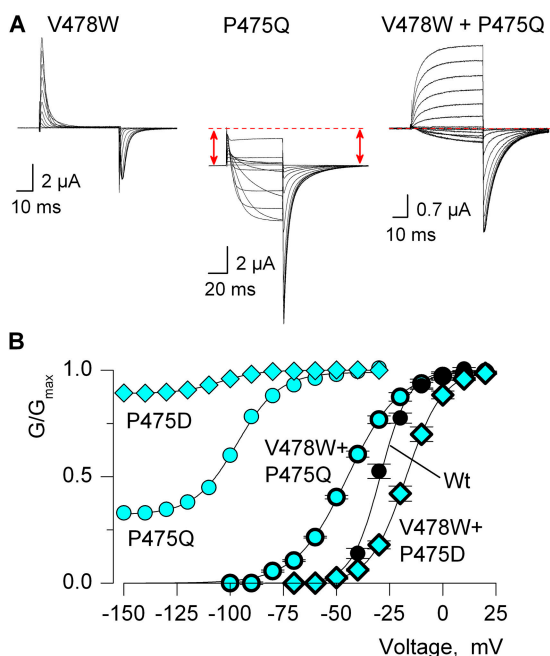 A
V478W
P475Q
V478W + P475Q
2 µA
10 ms
2 µA
20 ms
0.7 µA
10 ms
B
G/Gmax
1.0
0.5
0.0
P475D
P475Q
V478W+
P475Q
Wt
V478W+
P475D
-150 -125 -100 -75 -50 -25 0 25
Voltage, mV